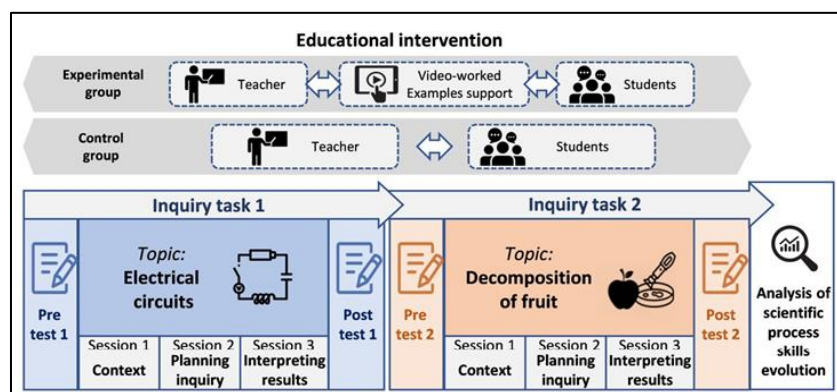 Educational intervention
Experimental
group
Teacher
Video-worked
Examples support
Students
Control
group
Teacher
Students
Inquiry task 1
Inquiry task 2
Pre
test 1
Topic:
Electrical
circuits
Session 1
Context
Session 2
Planning
inquiry
Session 3
Interpreting
results
Post
test 1
Pre
test 2
Topic:
Decomposition
of fruit
Session 1
Context
Session 2
Planning
inquiry
Session 3
Interpreting
results
Post
test 2
Analysis of
scientific
process
skills
evolution